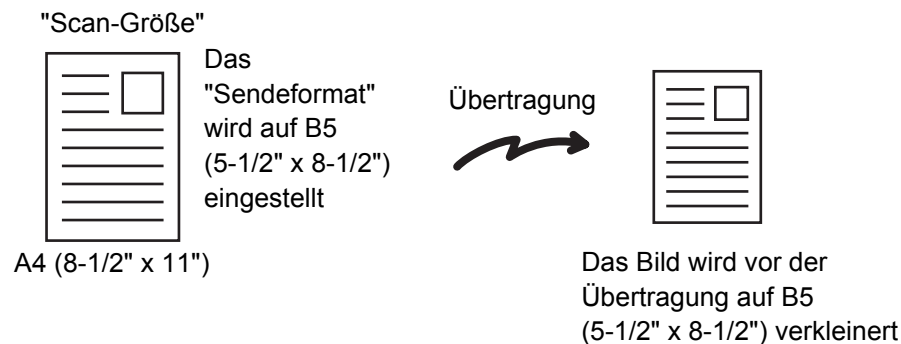 "Scan-Größe"
Das
"Sendeformat"
wird auf B5
(5-1/2" x 8-1/2")
eingestellt
A4 (8-1/2" x 11")
Übertragung
Das Bild wird vor der
Übertragung auf B5
(5-1/2" x 8-1/2") verkleinert